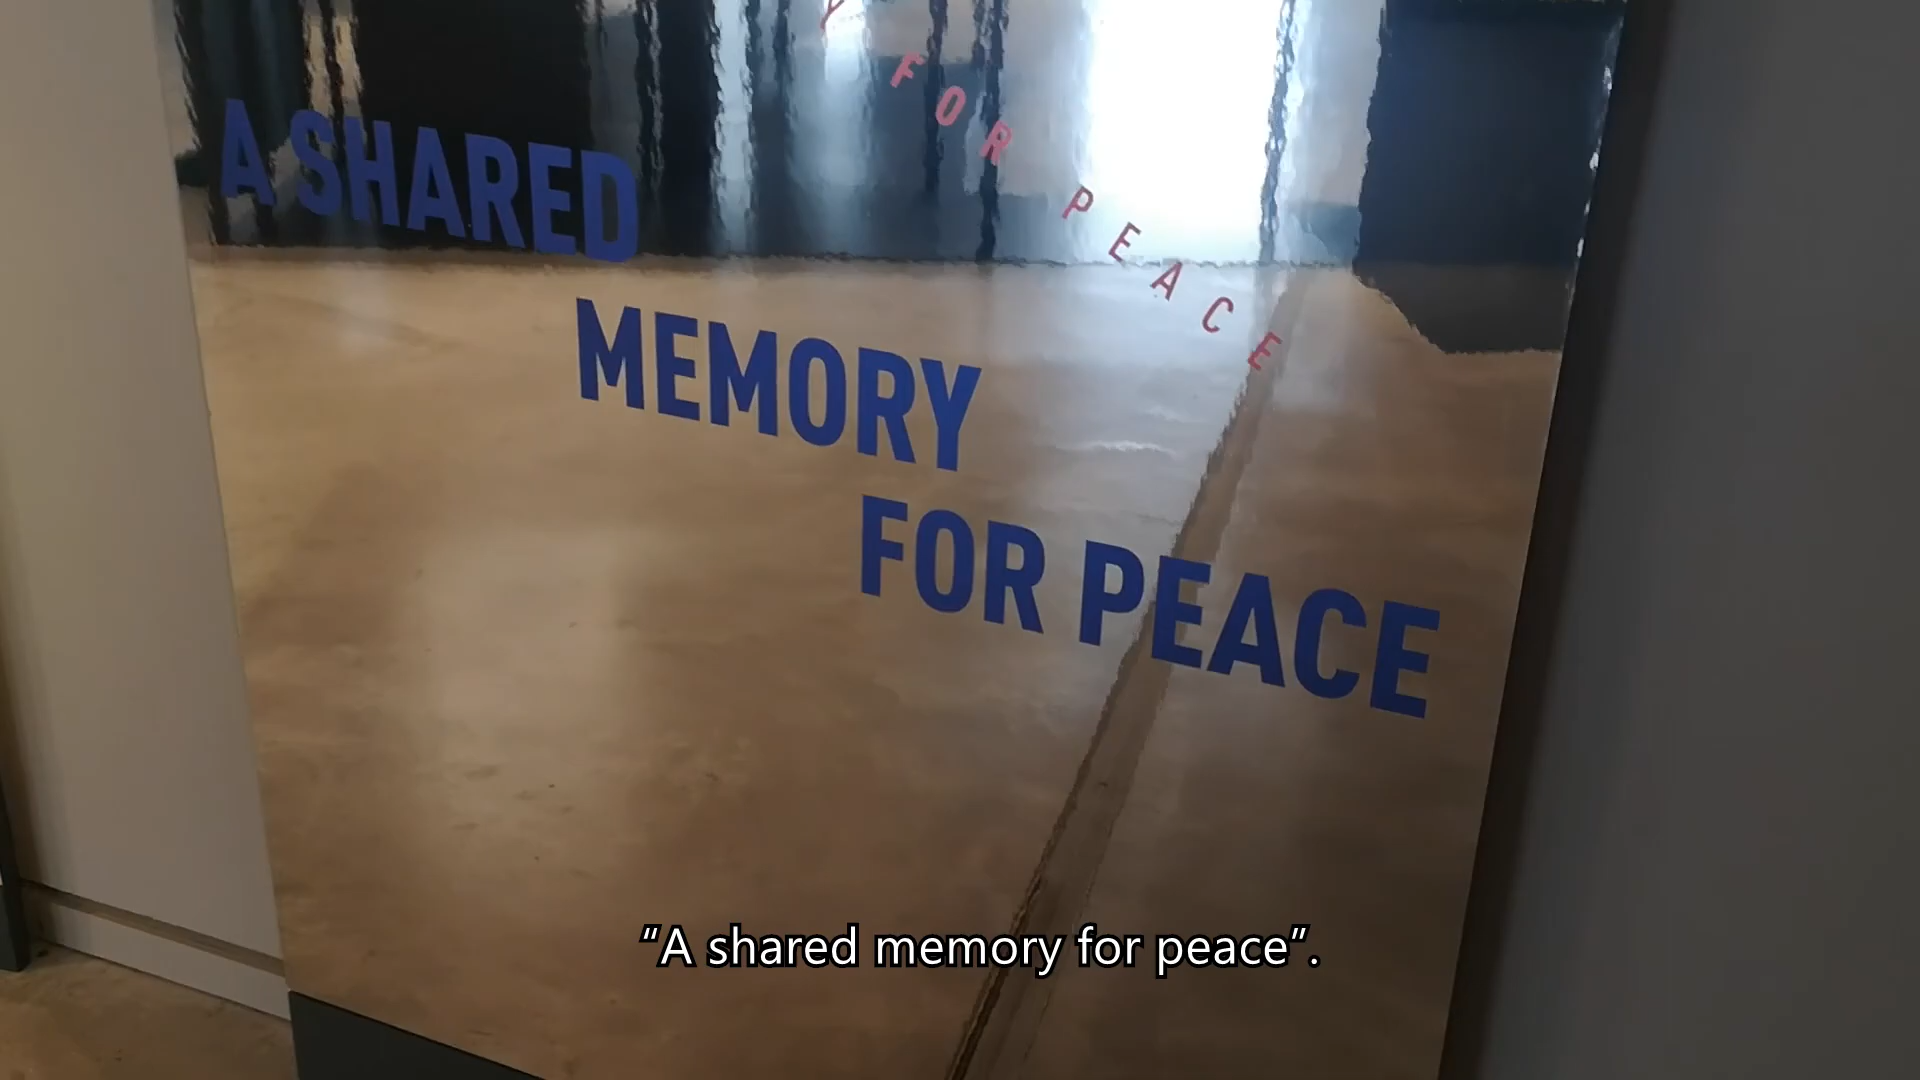 Y FOR PEACE
A SHARED
MEMORY
FOR PEACE
“A shared memory for peace”.